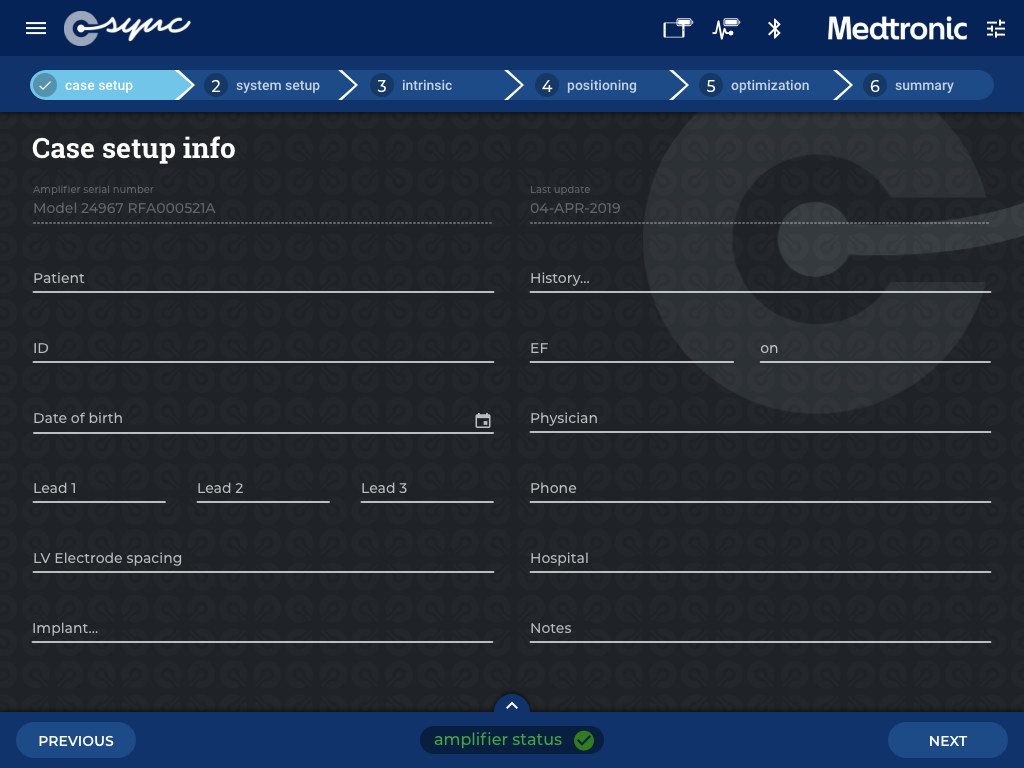 sync
Medtronic
case setup
2 system setup
3 intrinsic
4 positioning
5 optimization
6 summary
Case setup info
Amplifier serial number
Model 24967 RFA000521A
Last update
04-APR-2019
Patient
History...
ID
EF
on
Date of birth
Physician
Lead 1
Lead 2
Lead 3
Phone
LV Electrode spacing
Hospital
Implant...
Notes
PREVIOUS
amplifier status
NEXT